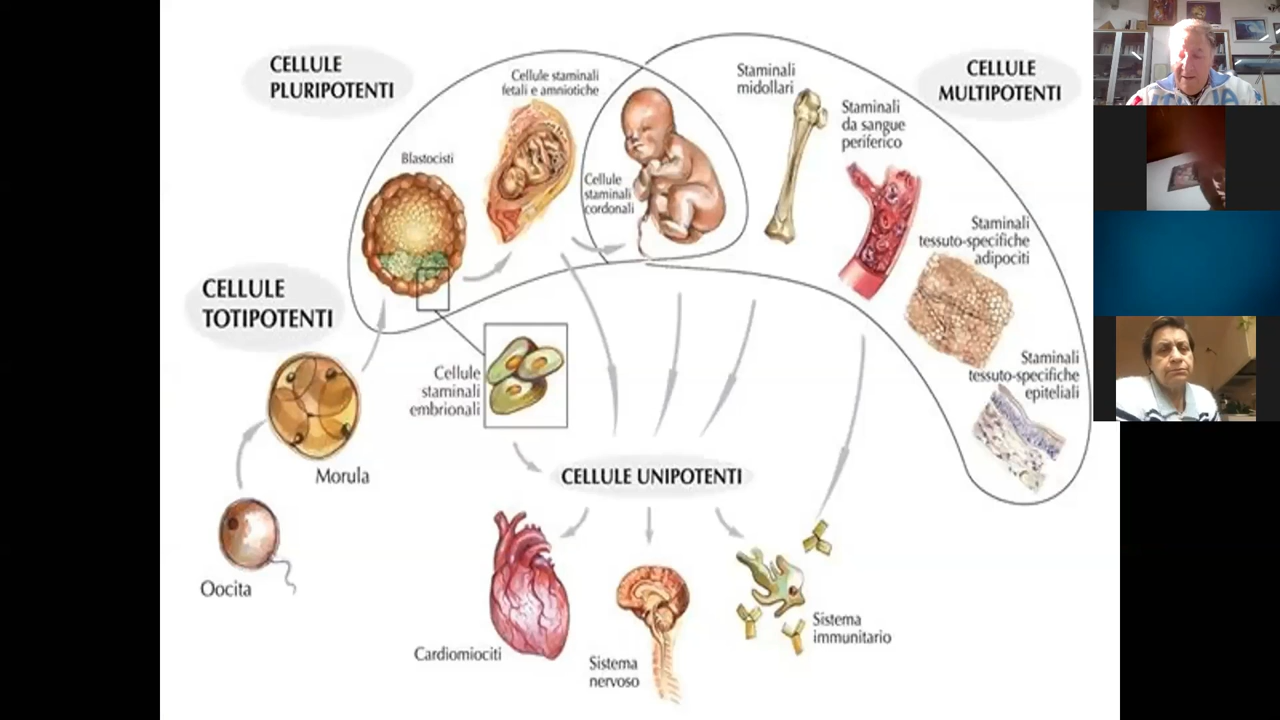 CELLULE
PLURIPOTENTI
Cellule staminali
fetali e amniotiche
Blastocisti
Cellule
staminali
cordonali
Staminali
midollari
Staminali
da sangue
periferico
CELLULE
MULTIPOTENTI
Staminali
tessuto-specifiche
adipociti
Staminali
tessuto-specifiche
epiteliali
CELLULE
TOTIPOTENTI
Cellule
staminali
embrionali
Morula
Oocita
CELLULE UNIPOTENTI
Cardiomiociti
Sistema
nervoso
Sistema
immunitario